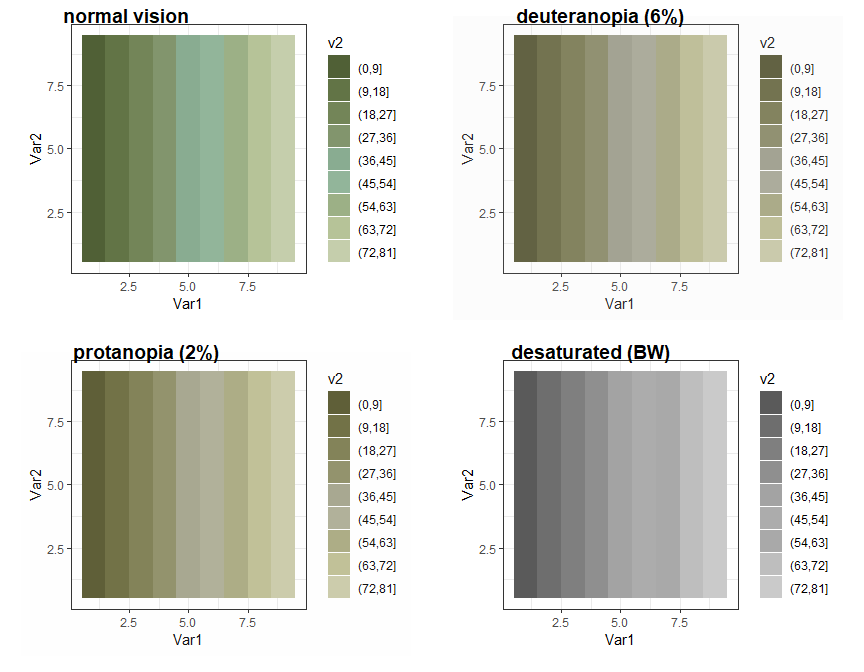 normal vision
v2
(0,9]
(9,18]
(18,27]
(27,36]
(36,45]
(45,54]
(54,63]
(63,72]
(72,81]
7.5
5.0
2.5
Var2
2.5 5.0 7.5
Var1
deuteranopia (6%)
v2
(0,9]
(9,18]
(18,27]
(27,36]
(36,45]
(45,54]
(54,63]
(63,72]
(72,81]
7.5
5.0
2.5
Var2
2.5 5.0 7.5
Var1
protanopia (2%)
v2
(0,9]
(9,18]
(18,27]
(27,36]
(36,45]
(45,54]
(54,63]
(63,72]
(72,81]
7.5
5.0
2.5
Var2
2.5 5.0 7.5
Var1
desaturated (BW)
v2
(0,9]
(9,18]
(18,27]
(27,36]
(36,45]
(45,54]
(54,63]
(63,72]
(72,81]
7.5
5.0
2.5
Var2
2.5 5.0 7.5
Var1